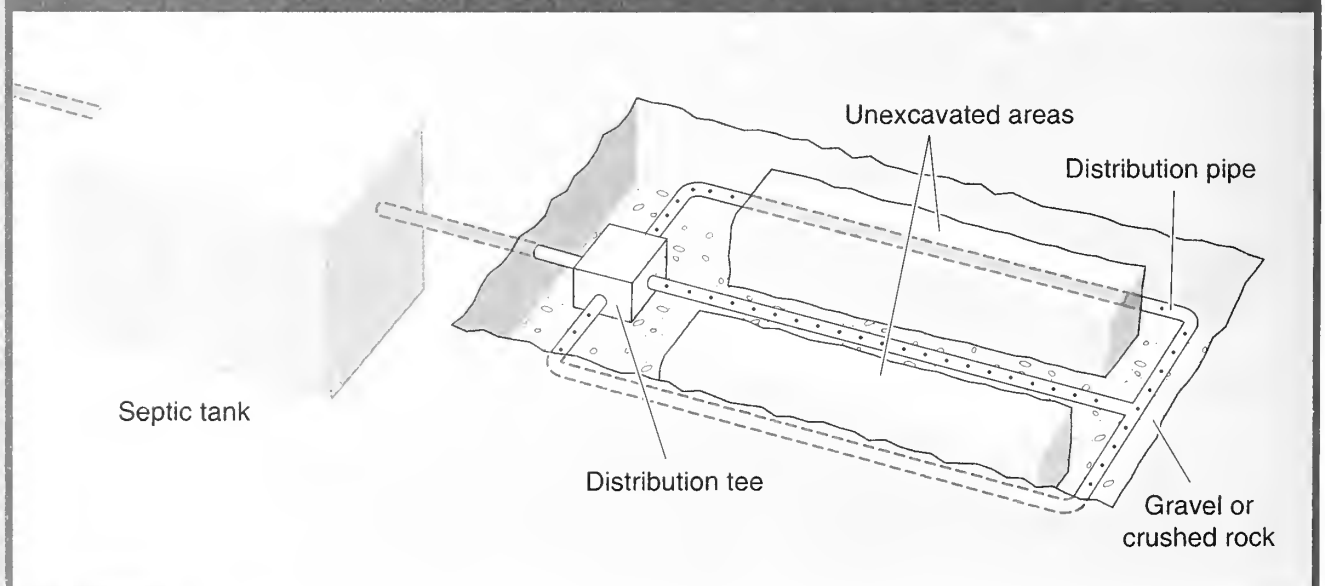 Unexcavated areas
Distribution pipe
Septic tank
Distribution tee
Gravel or
crushed rock